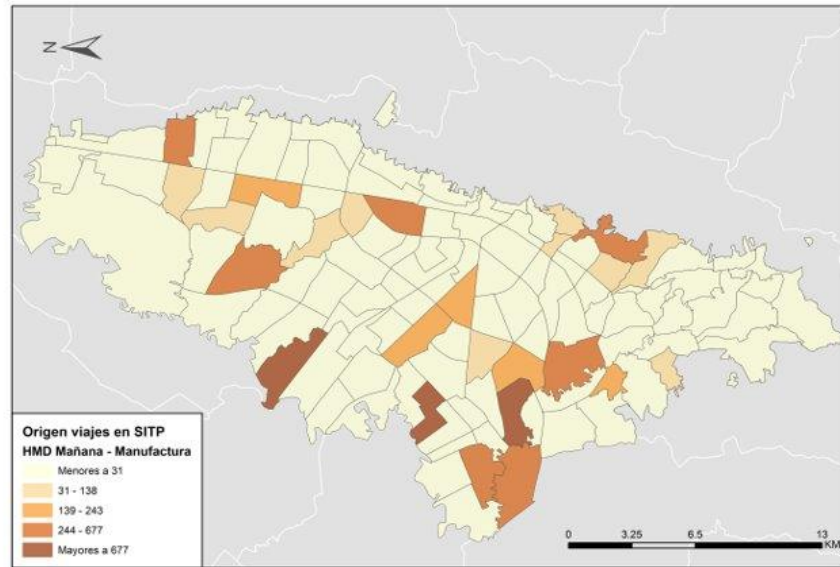 N
Origen viajes en SITP
HMD Mañana - Manufactura
Menores a 31
31 - 138
139 - 243
244 - 677
Mayores a 677
0 3.25 6.5 13
KM